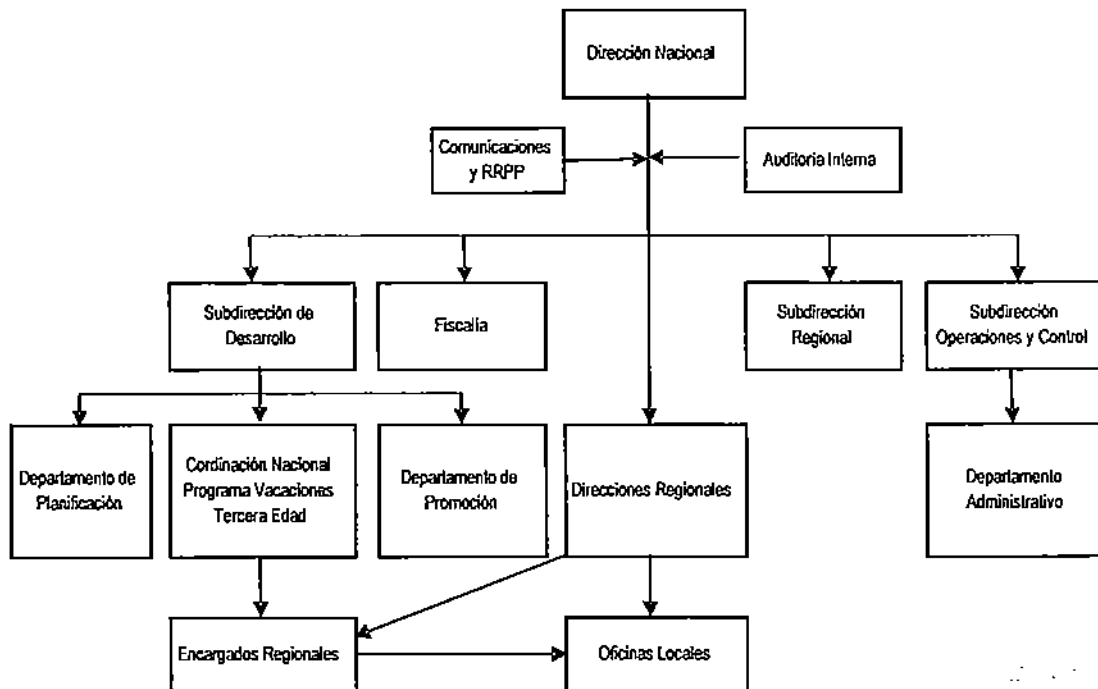 Dirección Nacional
Comunicaciones
y RRPP
Auditoria Interna
Subdirección de
Desarrollo
Fiscalía
Subdirección
Regional
Subdirección
Operaciones y Control
Departamento de
Planificación
Cordinación Nacional
Programa Vacaciones
Tercera Edad
Departamento de
Promoción
Direcciones Regionales
Departamento
Administrativo
Encargados Regionales
Oficinas Locales